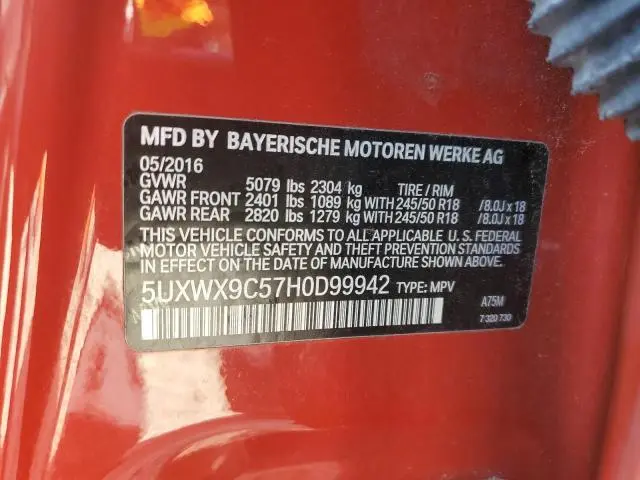 MFD BY BAYERISCHE MOTOREN WERKE AG
05/2016
GVWR 5079 lbs 2304 kg TIRE / RIM
GAWR FRONT 2401 lbs 1089 kg WITH 245/50 R18 /8.0J x 18
GAWR REAR 2820 lbs 1279 kg WITH 245/50 R18 /8.0J x 18
THIS VEHICLE CONFORMS TO ALL APPLICABLE U.S. FEDERAL
MOTOR VEHICLE SAFETY AND THEFT PREVENTION STANDARDS
IN EFFECT ON THE DATE OF MANUFACTURE SHOWN ABOVE.
5UXWX9C57H0D99942 TYPE: MPV
A75M
7 320 730